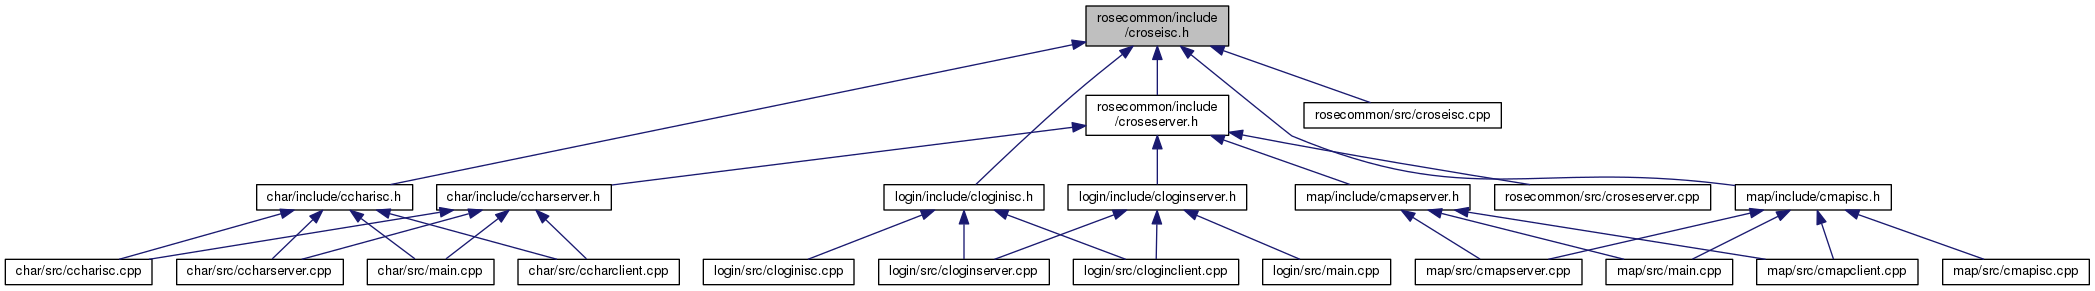 rosecommon/include
/croseisc.h
rosecommon/include
/croseserver.h
rosecommon/src/croseisc.cpp
char/include/ccharisc.h
char/include/ccharserver.h
login/include/cloginisc.h
login/include/cloginserver.h
map/include/cmapserver.h
rosecommon/src/croseserver.cpp
map/include/cmapisc.h
char/src/ccharisc.cpp
char/src/ccharserver.cpp
char/src/main.cpp
char/src/ccharclient.cpp
login/src/cloginisc.cpp
login/src/cloginserver.cpp
login/src/cloginclient.cpp
login/src/main.cpp
map/src/cmapserver.cpp
map/src/main.cpp
map/src/cmapclient.cpp
map/src/cmapisc.cpp